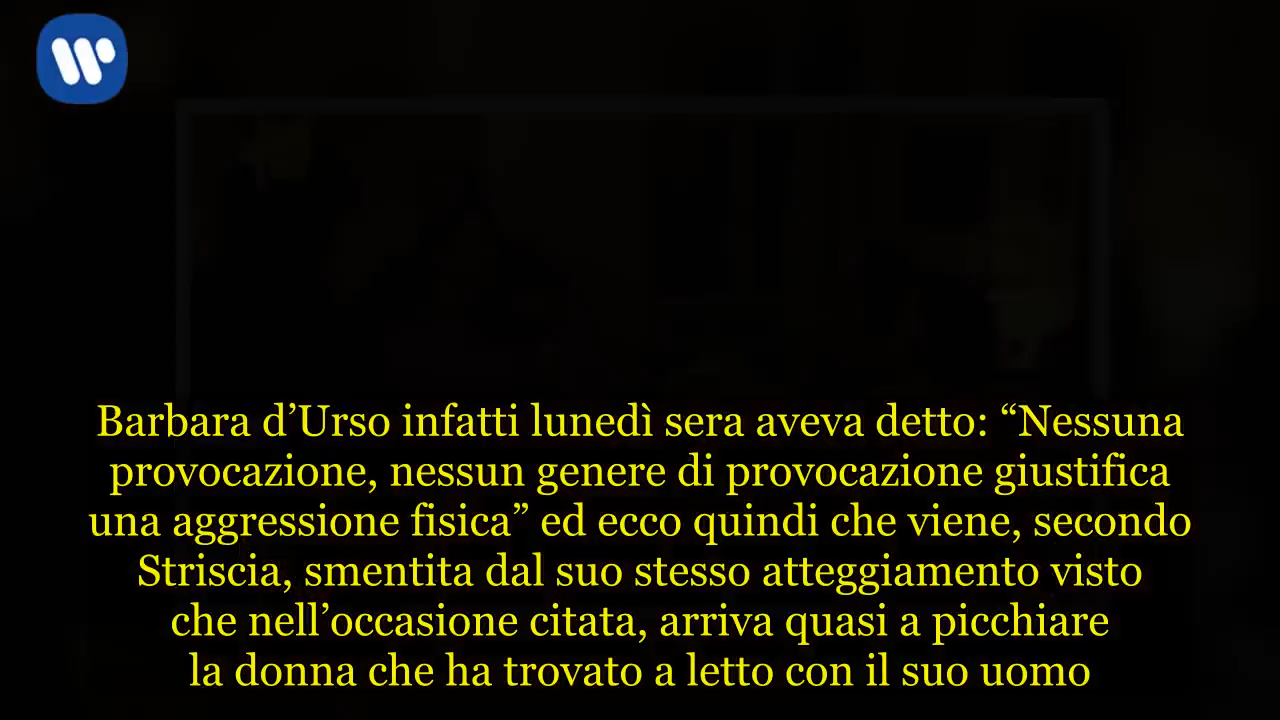 Barbara d’Urso infatti lunedì sera aveva detto: “Nessuna
provocazione, nessun genere di provocazione giustifica
una aggressione fisica” ed ecco quindi che viene, secondo
Striscia, smentita dal suo stesso atteggiamento visto
che nell’occasione citata, arriva quasi a picchiare
la donna che ha trovato a letto con il suo uomo